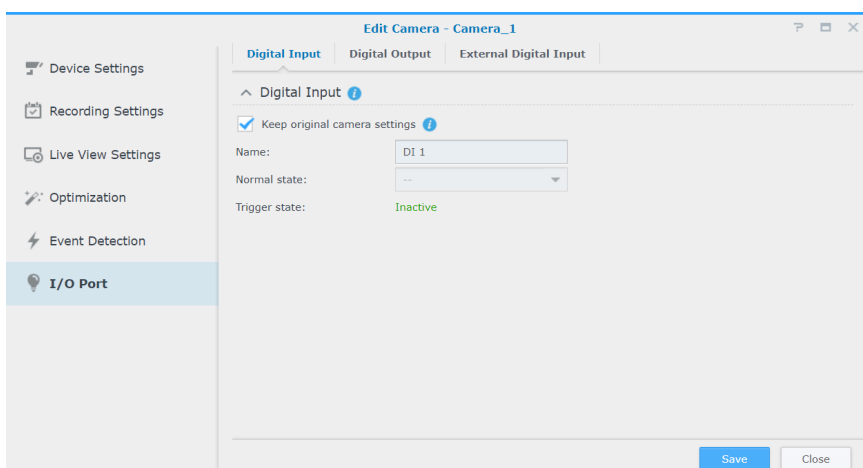 Edit Camera - Camera_1
Device Settings
Recording Settings
Live View Settings
Optimization
Event Detection
I/O Port
Digital Input Digital Output External Digital Input
Digital Input
Keep original camera settings
Name: DI 1
Normal state: --
Trigger state: Inactive
Save Close